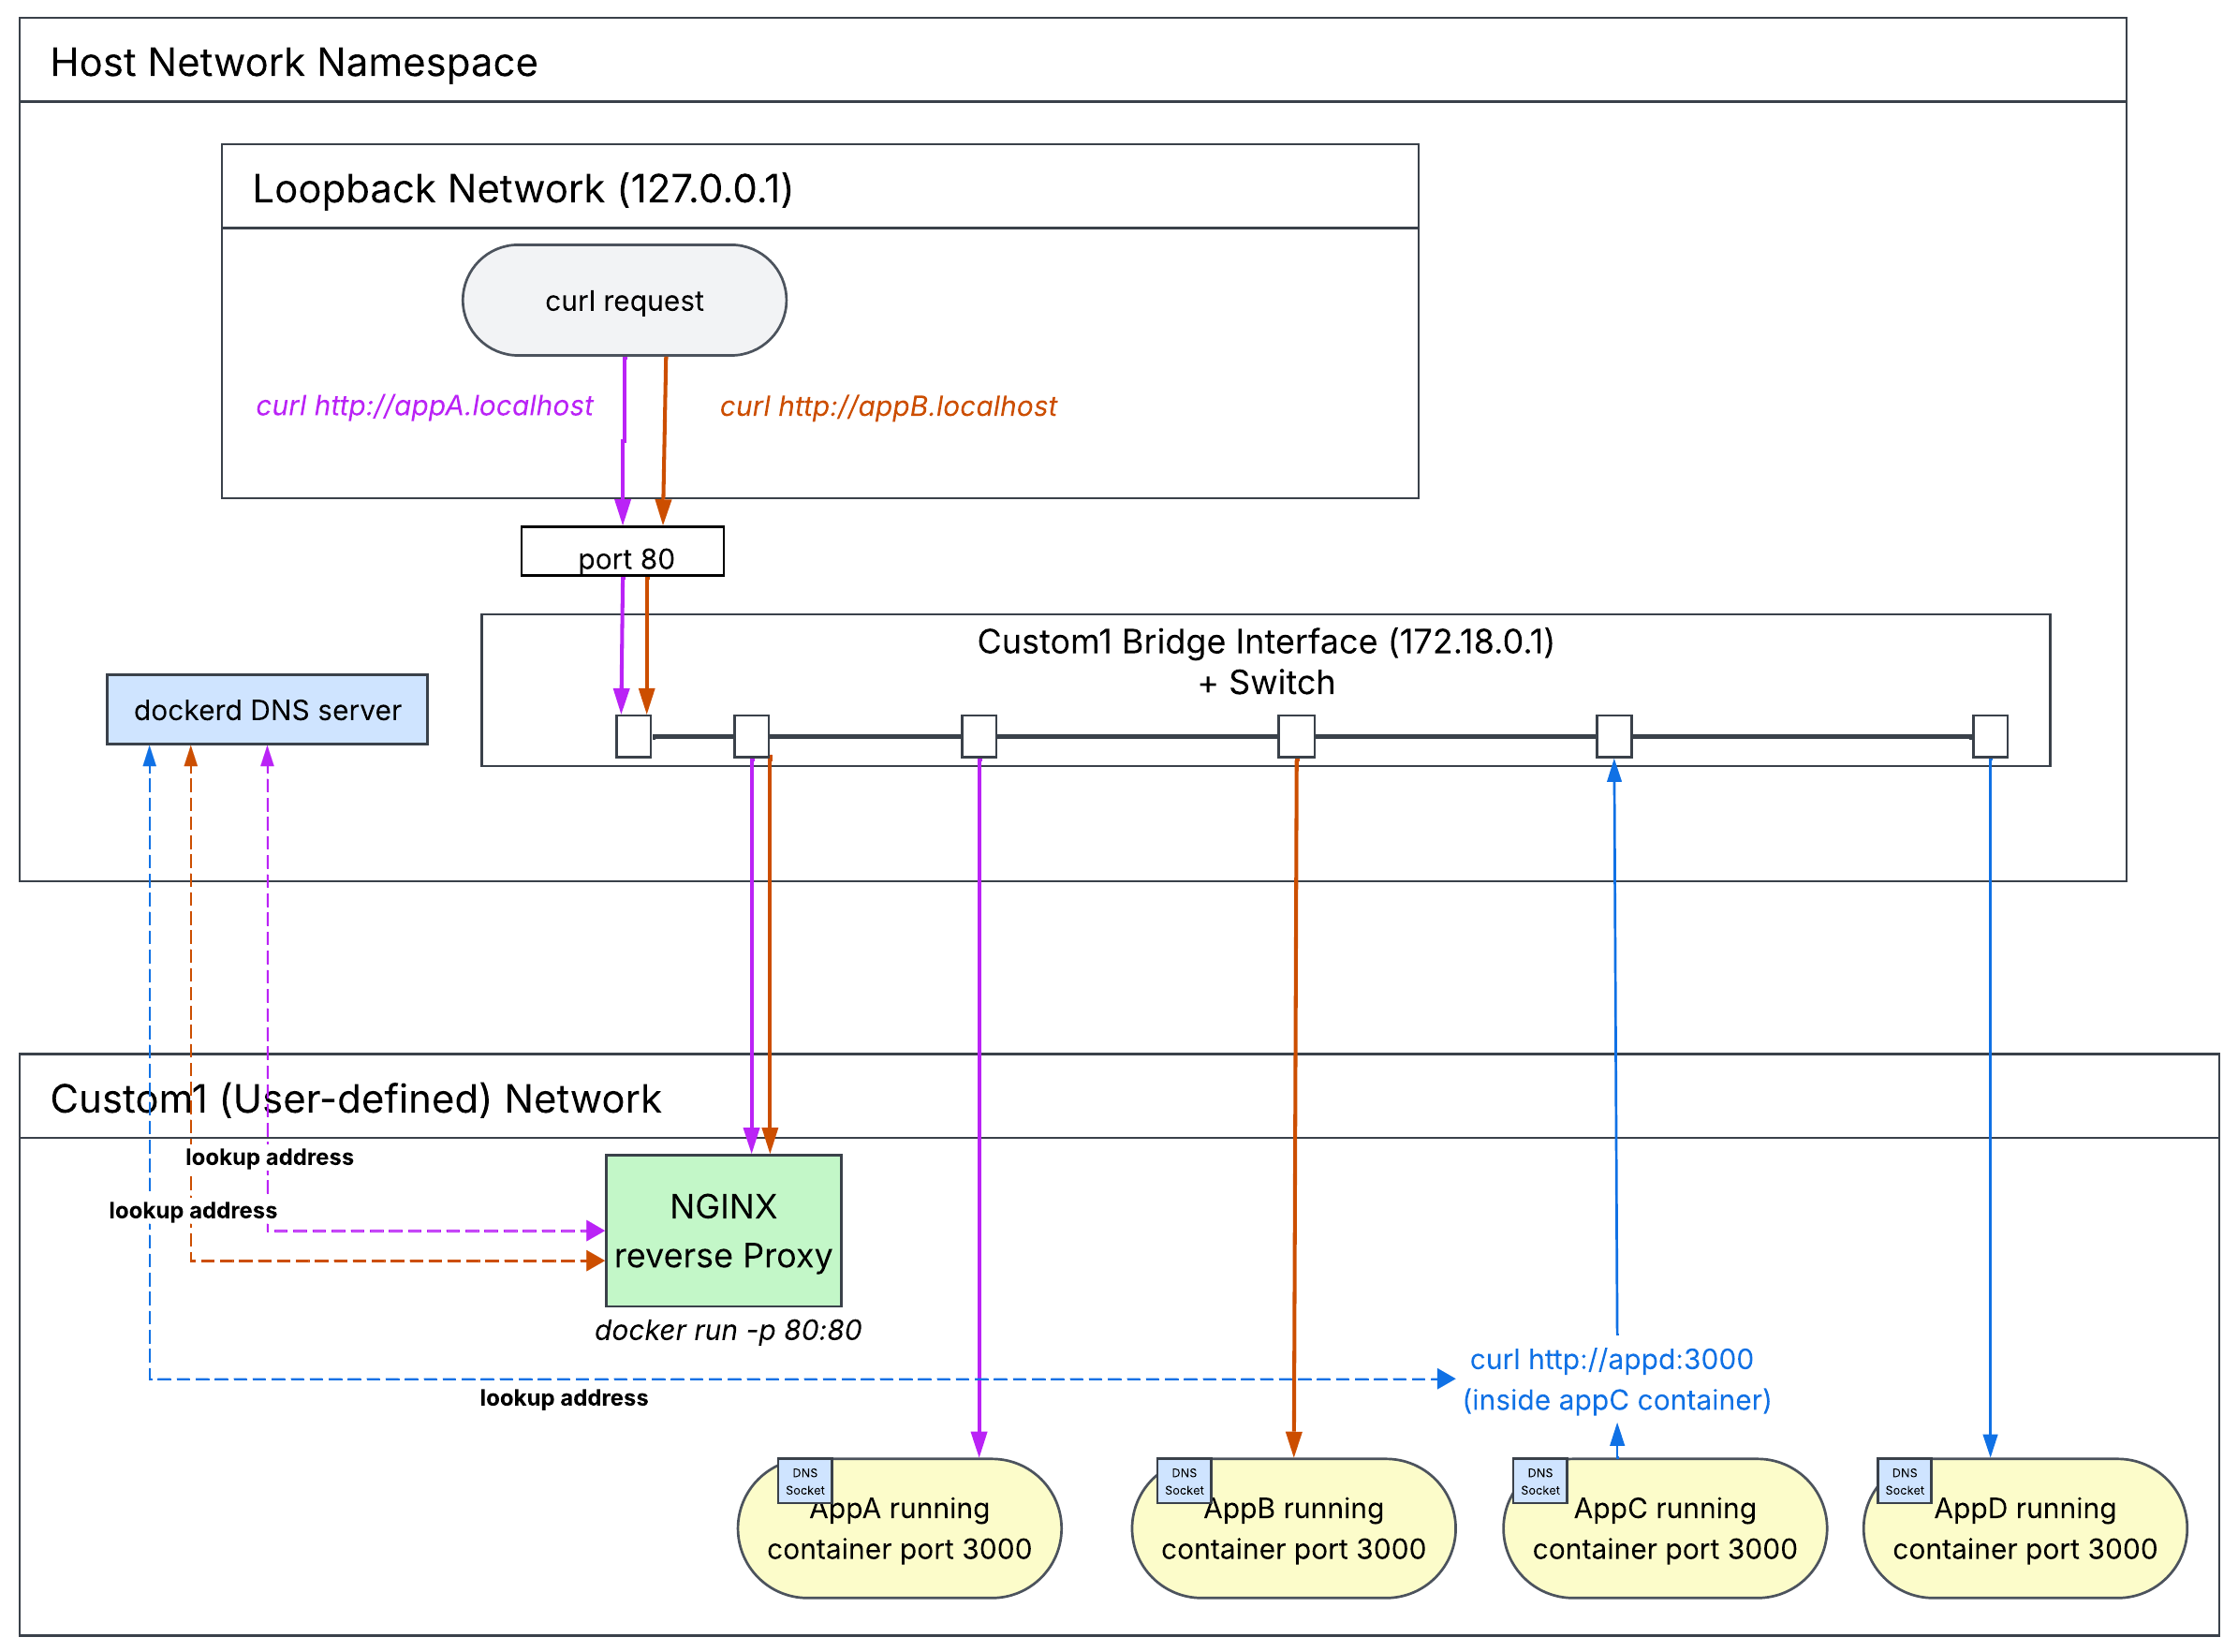 Host Network Namespace
Loopback Network (127.0.0.1)
curl request
curl http://appA.localhost
curl http://appB.localhost
port 80
Custom1 Bridge Interface (172.18.0.1)
+ Switch
dockerd DNS server
Custom1 (User-defined) Network
lookup address
lookup address
NGINX
reverse Proxy
docker run -p 80:80
curl http://appd:3000
(inside appC container)
lookup address
DNS
Socket
AppA running
container port 3000
DNS
Socket
AppB running
container port 3000
DNS
Socket
AppC running
container port 3000
DNS
Socket
AppD running
container port 3000